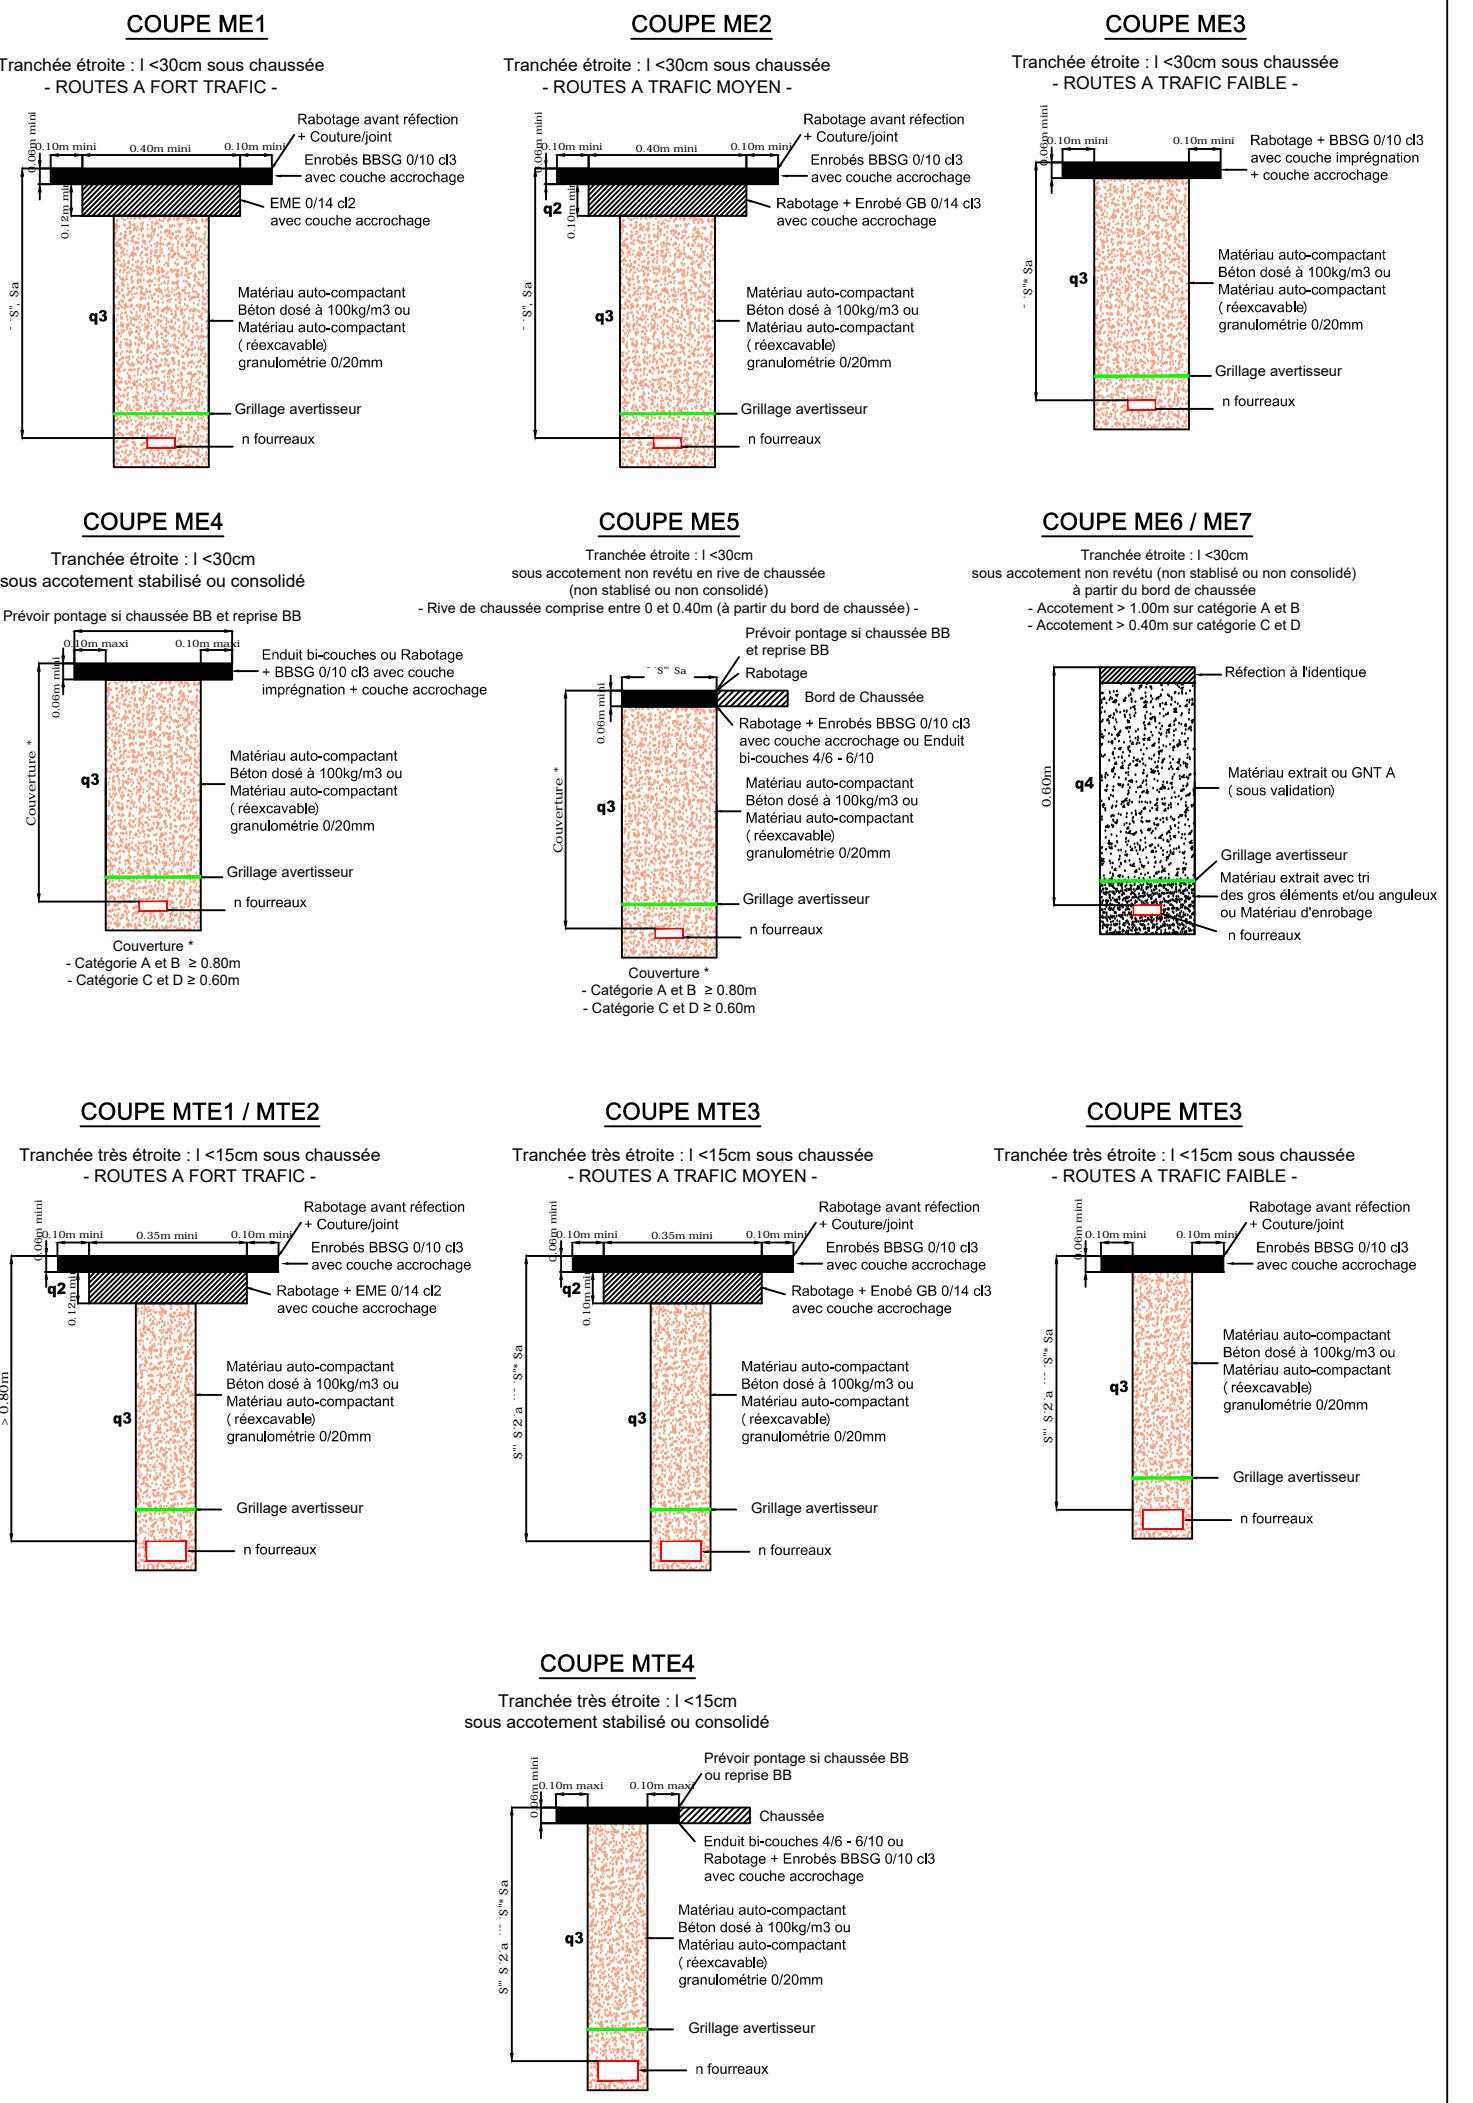 COUPE ME1
Tranchée étroite : l <30cm sous chaussée
- ROUTES A FORT TRAFIC -
0.06m mini
0.10m mini
0.40m mini
0.10m mini
Rabotage avant réfection
+ Couture/joint
Enrobés BBSG 0/10 cl3
avec couche accrochage
0.12m mini
EME 0/14 cl2
avec couche accrochage
q3
Matériau auto-compactant
Béton dosé à 100kg/m3 ou
Matériau auto-compactant
( réexcavable)
granulométrie 0/20mm
Grillage avertisseur
n fourreaux
COUPE ME2
Tranchée étroite : l <30cm sous chaussée
- ROUTES A TRAFIC MOYEN -
0.06m mini
0.10m mini
0.40m mini
0.10m mini
Rabotage avant réfection
+ Couture/joint
Enrobés BBSG 0/10 cl3
avec couche accrochage
q2
0.10m mini
Rabotage + Enrobé GB 0/14 cl3
avec couche accrochage
q3
Matériau auto-compactant
Béton dosé à 100kg/m3 ou
Matériau auto-compactant
( réexcavable)
granulométrie 0/20mm
Grillage avertisseur
n fourreaux
COUPE ME3
Tranchée étroite : l <30cm sous chaussée
- ROUTES A TRAFIC FAIBLE -
0.06m mini
0.10m mini
0.10m mini
Rabotage + BBSG 0/10 cl3
avec couche imprégnation
+ couche accrochage
q3
Matériau auto-compactant
Béton dosé à 100kg/m3 ou
Matériau auto-compactant
( réexcavable)
granulométrie 0/20mm
Grillage avertisseur
n fourreaux
COUPE ME4
Tranchée étroite : l <30cm
sous accotement stabilisé ou consolidé
Prévoir pontage si chaussée BB et reprise BB
0.10m maxi
0.10m maxi
0.06m mini
Enduit bi-couches ou Rabotage
+ BBSG 0/10 cl3 avec couche
imprégnation + couche accrochage
Couverture *
q3
Matériau auto-compactant
Béton dosé à 100kg/m3 ou
Matériau auto-compactant
( réexcavable)
granulométrie 0/20mm
Grillage avertisseur
n fourreaux
Couverture *
- Catégorie A et B ≥ 0.80m
- Catégorie C et D ≥ 0.60m
COUPE ME5
Tranchée étroite : l <30cm
sous accotement non revétu en rive de chaussée
(non stabilisé ou non consolidé)
- Rive de chaussée comprise entre 0 et 0.40m (à partir du bord de chaussée) -
Prévoir pontage si chaussée BB
et reprise BB
Rabotage
Bord de Chaussée
0.06m mini
Rabotage + Enrobés BBSG 0/10 cl3
avec couche accrochage ou Enduit
bi-couches 4/6 - 6/10
Couverture *
q3
Matériau auto-compactant
Béton dosé à 100kg/m3 ou
Matériau auto-compactant
( réexcavable)
granulométrie 0/20mm
Grillage avertisseur
n fourreaux
Couverture *
- Catégorie A et B ≥ 0.80m
- Catégorie C et D ≥ 0.60m
COUPE ME6 / ME7
Tranchée étroite : l <30cm
sous accotement non revétu (non stablisé ou non consolidé)
à partir du bord de chaussée
- Accotement > 1.00m sur catégorie A et B
- Accotement > 0.40m sur catégorie C et D
Réfection à l'identique
0.60m
q4
Matériau extrait ou GNT A
( sous validation)
Grillage avertisseur
Matériau extrait avec tri
des gros éléments et/ou anguleux
ou Matériau d'enrobage
n fourreaux
COUPE MTE1 / MTE2
Tranchée très étroite : l <15cm sous chaussée
- ROUTES A FORT TRAFIC -
0.06m mini
0.10m mini
0.35m mini
0.10m mini
Rabotage avant réfection
+ Couture/joint
Enrobés BBSG 0/10 cl3
avec couche accrochage
q2
0.12m mini
Rabotage + EME 0/14 cl2
avec couche accrochage
> 0.80m
q3
Matériau auto-compactant
Béton dosé à 100kg/m3 ou
Matériau auto-compactant
( réexcavable)
granulométrie 0/20mm
Grillage avertisseur
n fourreaux
COUPE MTE3
Tranchée très étroite : l <15cm sous chaussée
- ROUTES A TRAFIC MOYEN -
0.06m mini
0.10m mini
0.35m mini
0.10m mini
Rabotage avant réfection
+ Couture/joint
Enrobés BBSG 0/10 cl3
avec couche accrochage
q2
0.10m mini
Rabotage + Enobé GB 0/14 cl3
avec couche accrochage
q3
Matériau auto-compactant
Béton dosé à 100kg/m3 ou
Matériau auto-compactant
( réexcavable)
granulométrie 0/20mm
Grillage avertisseur
n fourreaux
COUPE MTE3
Tranchée très étroite : l <15cm sous chaussée
- ROUTES A TRAFIC FAIBLE -
0.06m mini
0.10m mini
0.10m mini
Rabotage avant réfection
+ Couture/joint
Enrobés BBSG 0/10 cl3
avec couche accrochage
q3
Matériau auto-compactant
Béton dosé à 100kg/m3 ou
Matériau auto-compactant
( réexcavable)
granulométrie 0/20mm
Grillage avertisseur
n fourreaux
COUPE MTE4
Tranchée très étroite : l <15cm
sous accotement stabilisé ou consolidé
0.06m mini
0.10m maxi
0.10m maxi
Prévoir pontage si chaussée BB
ou reprise BB
Chaussée
Enduit bi-couches 4/6 - 6/10 ou
Rabotage + Enrobés BBSG 0/10 cl3
avec couche accrochage
q3
Matériau auto-compactant
Béton dosé à 100kg/m3 ou
Matériau auto-compactant
( réexcavable)
granulométrie 0/20mm
Grillage avertisseur
n fourreaux